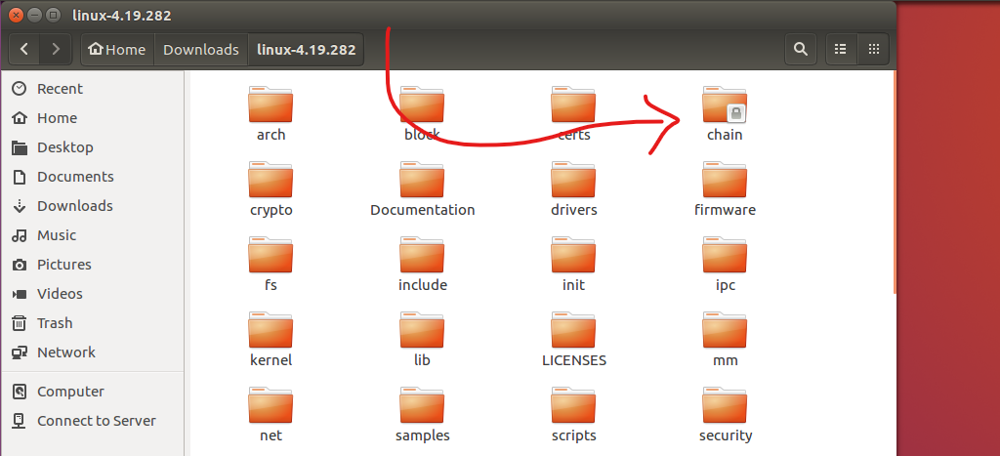 linux-4.19.282
Home Downloads linux-4.19.282
Recent
Home
Desktop
Documents
Downloads
Music
Pictures
Videos
Trash
Network
Computer
Connect to Server
arch block certs chain
crypto Documentation drivers firmware
fs include init ipc
kernel lib LICENSES mm
net samples scripts security